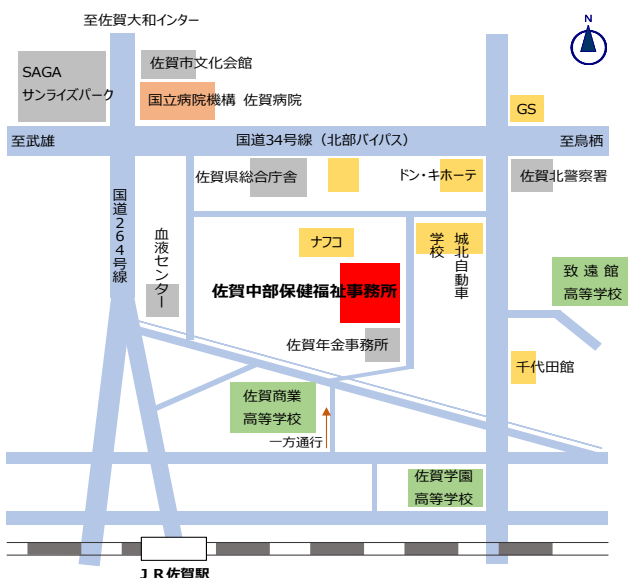 至佐賀大和インター
N
SAGA
サンライズパーク
佐賀市文化会館
国立病院機構 佐賀病院
GS
至武雄
国道34号線（北部バイパス）
至鳥栖
佐賀県総合庁舎
ドン・キホーテ
佐賀北警察署
国道264号線
血液センター
ナフコ
城北自動車
学校
致遠館
高等学校
佐賀中部保健福祉事務所
佐賀年金事務所
千代田館
佐賀商業
高等学校
一方通行
佐賀学園
高等学校
ＪＲ佐賀駅